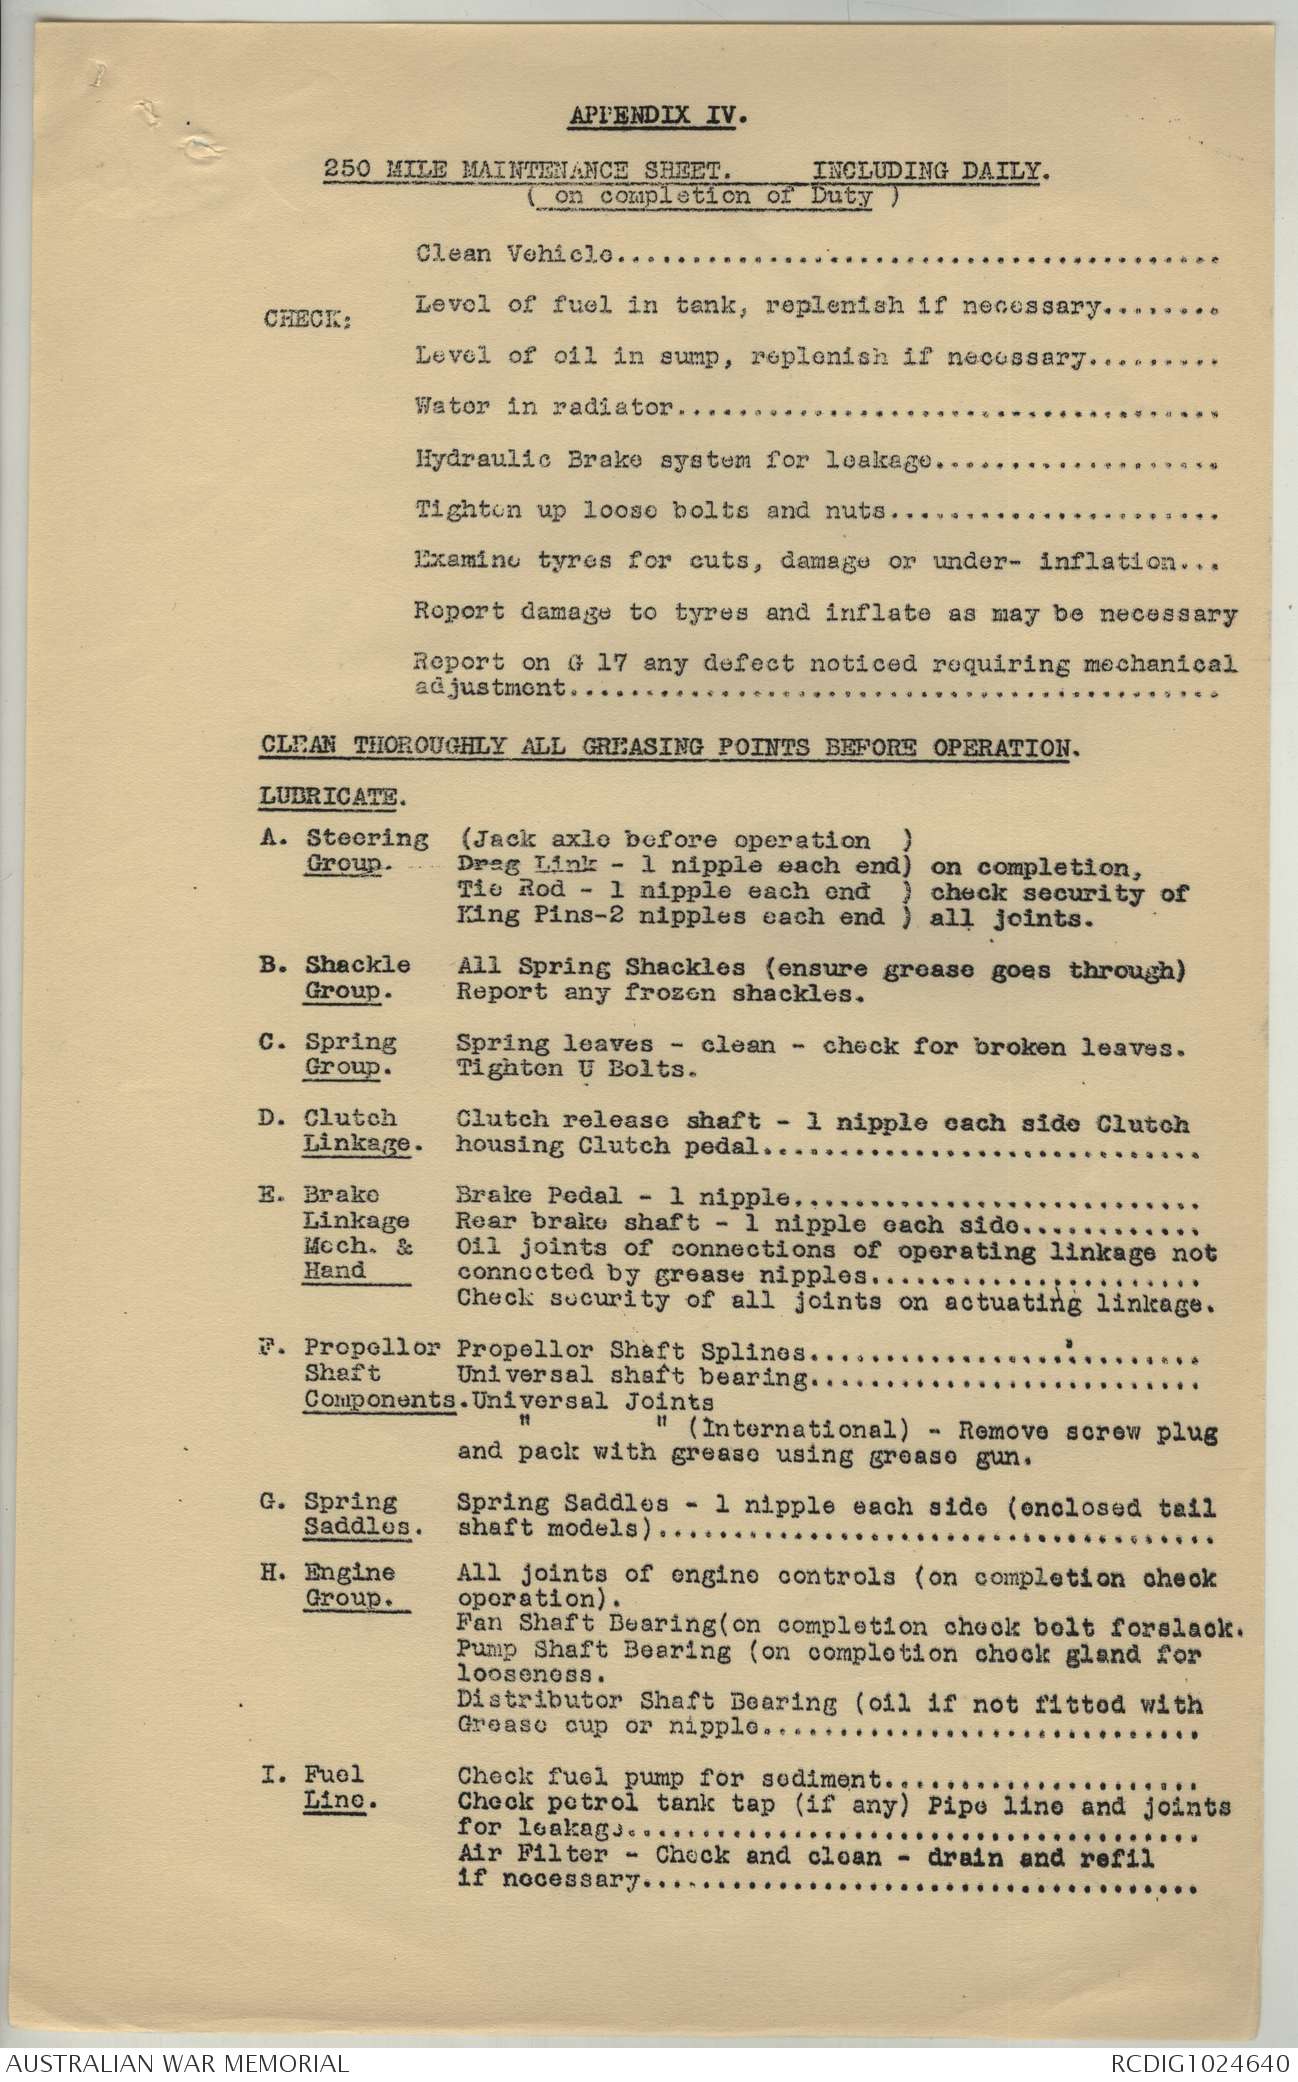 APPENDIX IV.
250 MILE MAINTENANCE SHEET. INCLUDING DAILY.
( on completion of Duty )
Clean Vehicle........................................
CHECK: Level of fuel in tank, replenish if necessary........
Level of oil in sump, replenish if necessary.........
Water in radiator....................................
Hydraulic Brake system for leakage...................
Tighten up loose bolts and nuts......................
Examine tyres for cuts, damage or under- inflation...
Report damage to tyres and inflate as may be necessary
Report on G 17 any defect noticed requiring mechanical
adjustment...........................................
CLEAN THOROUGHLY ALL GREASING POINTS BEFORE OPERATION.
LUBRICATE.
A. Steering (Jack axle before operation )
Group. Drag Link - 1 nipple each end) on completion,
Tie Rod - 1 nipple each end ) check security of
King Pins-2 nipples each end ) all joints.
B. Shackle All Spring Shackles (ensure grease goes through)
Group. Report any frozen shackles.
C. Spring Spring leaves - clean - check for broken leaves.
Group. Tighten U Bolts.
D. Clutch Clutch release shaft - 1 nipple each side Clutch
Linkage. housing Clutch pedal.............................
E. Brake Brake Pedal - 1 nipple...........................
Linkage Rear brake shaft - 1 nipple each side............
Mech. & Oil joints of connections of operating linkage not
Hand connected by grease nipples......................
Check security of all joints on actuating linkage.
F. Propellor Propellor Shaft Splines..........................
Shaft Universal shaft bearing..........................
Components. Universal Joints
" " (International) - Remove screw plug
and pack with grease using grease gun.
G. Spring Spring Saddles - 1 nipple each side (enclosed tail
Saddles. shaft models).....................................
H. Engine All joints of engine controls (on completion check
Group. operation).
Fan Shaft Bearing(on completion check belt forslack.
Pump Shaft Bearing (on completion check gland for
looseness.
Distributor Shaft Bearing (oil if not fitted with
Grease cup or nipple.............................
I. Fuel Check fuel pump for sediment.....................
Line. Check petrol tank tap (if any) Pipe line and joints
for leakage......................................
Air Filter - Check and clean - drain and refil
if necessary.....................................
AUSTRALIAN WAR MEMORIAL RCDIG1024640